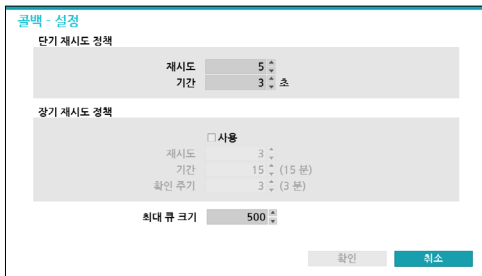 콜백 - 설정
단기 재시도 정책
재시도 5
기간 3 초
장기 재시도 정책
사용
재시도 3
기간 15 (15 분)
확인 주기 3 (3 분)
최대 큐 크기 500
확인 취소